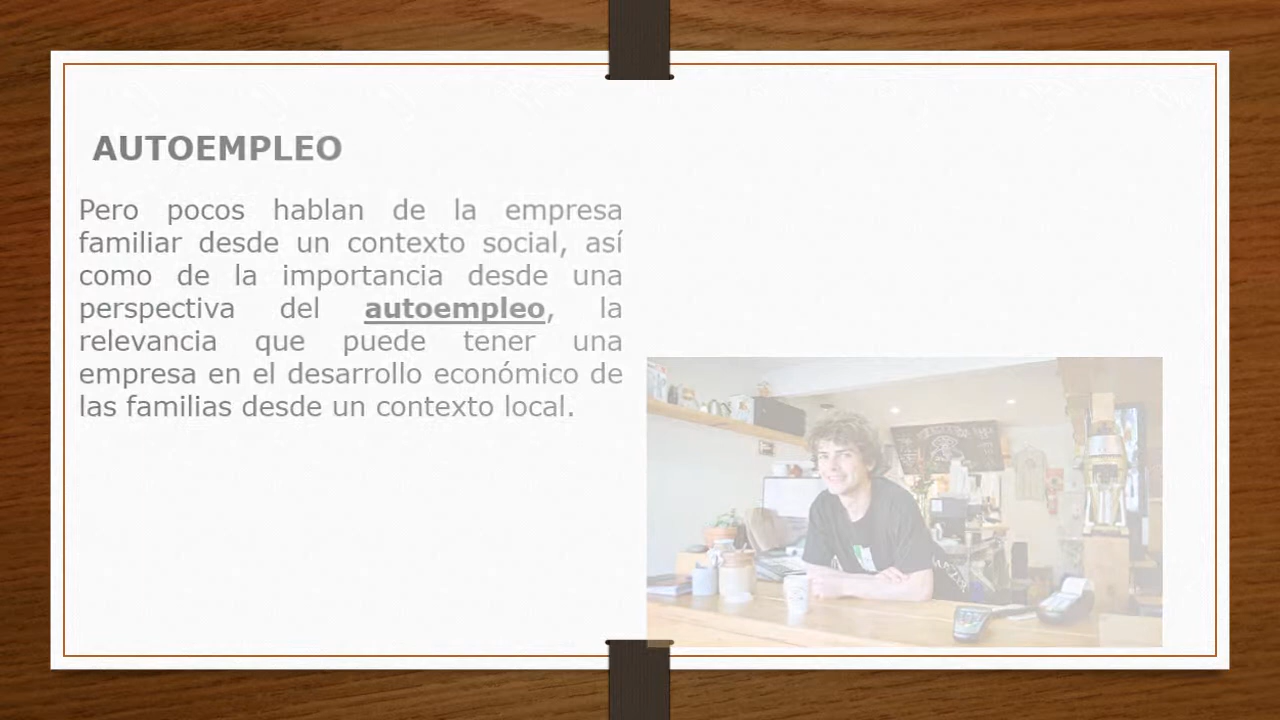 AUTOEMPLEO
Pero pocos hablan de la empresa
familiar desde un contexto social, así
como de la importancia desde una
perspectiva del autoempleo, la
relevancia que puede tener una
empresa en el desarrollo económico de
las familias desde un contexto local.